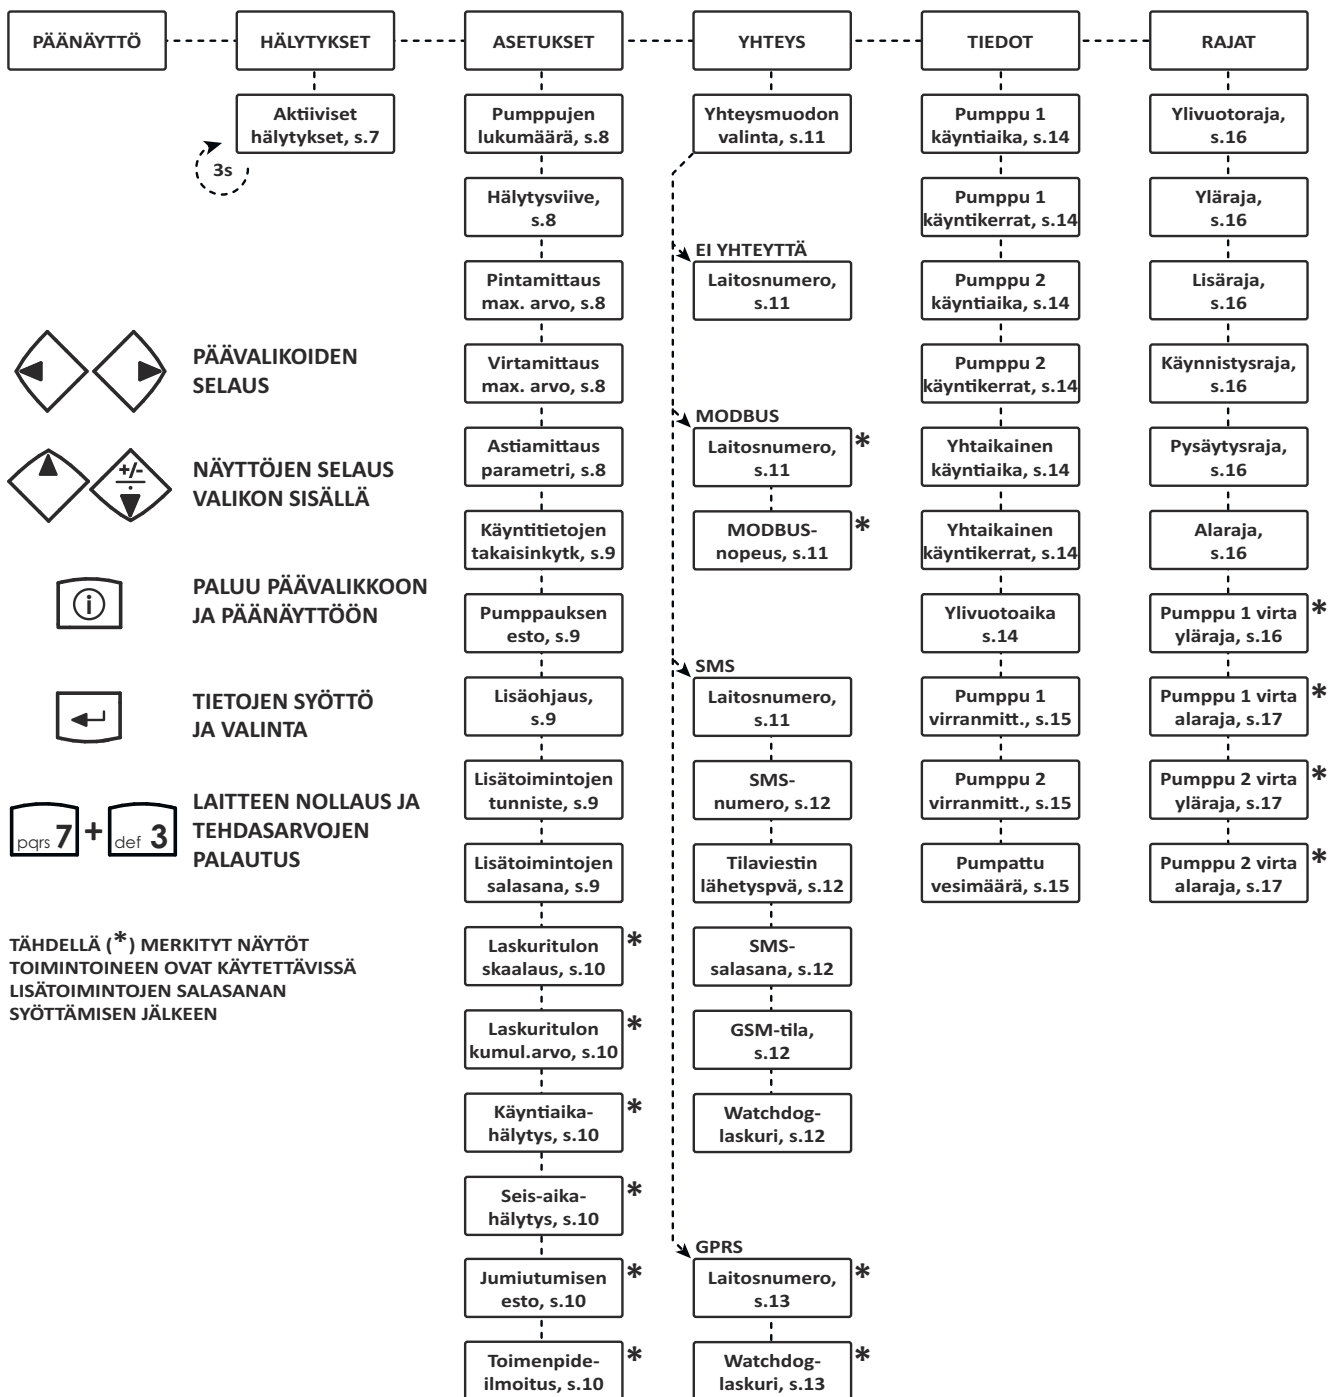 PÄÄNÄYTTÖ
HÄLYTYKSET
ASETUKSET
YHTEYS
TIEDOT
RAJAT
Aktiiviset
hälytykset, s.7
3s
PÄÄVALIKOIDEN
SELAUS
+/-
NÄYTTÖJEN SELAUS
VALIKON SISÄLLÄ
i
PALUU PÄÄVALIKKOON
JA PÄÄNÄYTTÖÖN
TIETOJEN SYÖTTÖ
JA VALINTA
pqrs 7 + def 3
LAITTEEN NOLLAUS JA
TEHDASARVOJEN
PALAUTUS
TÄHDELLÄ (*) MERKITYT NÄYTÖT
TOIMINTOINEEN OVAT KÄYTETTÄVISSÄ
LISÄTOIMINTOJEN SALASANAN
SYÖTTÄMISEN JÄLKEEN
Pumppujen
lukumäärä, s.8
Hälytysviive,
s.8
Pintamittaus
max. arvo, s.8
Virtamittaus
max. arvo, s.8
Astiamittaus
parametri, s.8
Käyntitietojen
takaisinkytk, s.9
Pumppauksen
esto, s.9
Lisäohjaus,
s.9
Lisätoimintojen
tunniste, s.9
Lisätoimintojen
salasana, s.9
Laskuritulon *
skaalaus, s.10
Laskuritulon *
kumul.arvo, s.10
Käyntiaika- *
hälytys, s.10
Seis-aika- *
hälytys, s.10
Jumiutumisen *
esto, s.10
Toimenpide- *
ilmoitus, s.10
Yhteysmuodon
valinta, s.11
EI YHTEYTTÄ
Laitosnumero,
s.11
MODBUS
Laitosnumero, *
s.11
MODBUS- *
nopeus, s.11
SMS
Laitosnumero,
s.11
SMS-
numero, s.12
Tilaviestin
lähetyspvä, s.12
SMS-
salasana, s.12
GSM-tila,
s.12
Watchdog-
laskuri, s.12
GPRS
Laitosnumero, *
s.13
Watchdog- *
laskuri, s.13
Pumppu 1
käyntiaika, s.14
Pumppu 1
käyntikerrat, s.14
Pumppu 2
käyntiaika, s.14
Pumppu 2
käyntikerrat, s.14
Yhtaikainen
käyntiaika, s.14
Yhtaikainen
käyntikerrat, s.14
Ylivuotoaika
s.14
Pumppu 1
virranmitt., s.15
Pumppu 2
virranmitt., s.15
Pumpattu
vesimäärä, s.15
Ylivuotoraja,
s.16
Yläraja,
s.16
Lisäraja,
s.16
Käynnistysraja,
s.16
Pysäytysraja,
s.16
Alaraja,
s.16
Pumppu 1 virta *
yläraja, s.16
Pumppu 1 virta *
alaraja, s.17
Pumppu 2 virta *
yläraja, s.17
Pumppu 2 virta *
alaraja, s.17